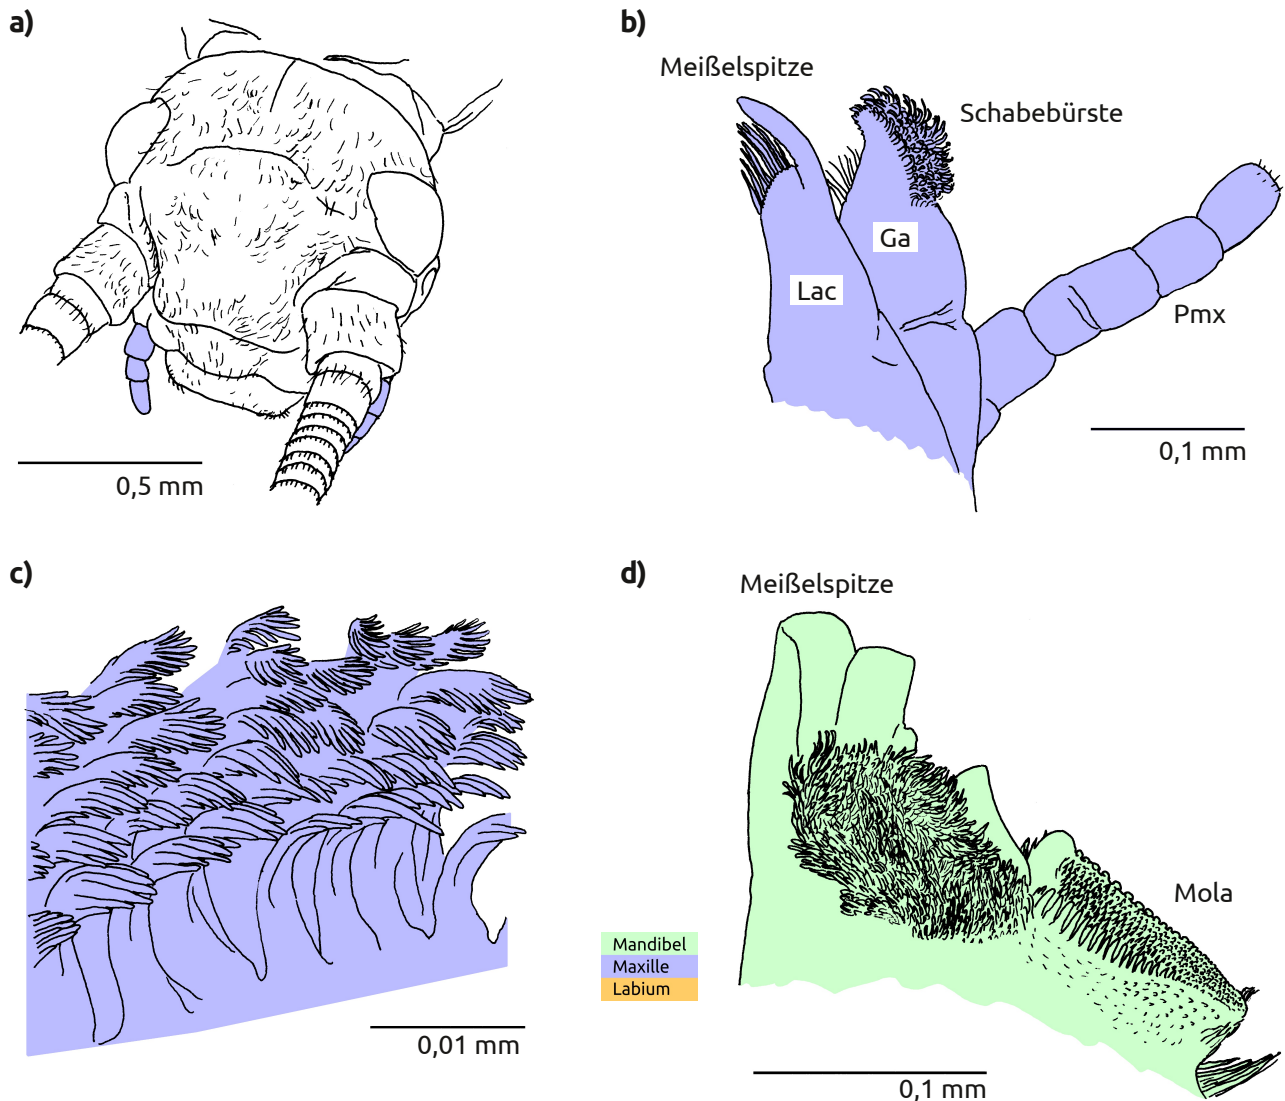 a)
0,5 mm
b)
Meißelspitze
Schabebürste
Ga
Lac
Pmx
0,1 mm
c)
0,01 mm
d)
Meißelspitze
Mola
0,1 mm
Mandibel
Maxille
Labium